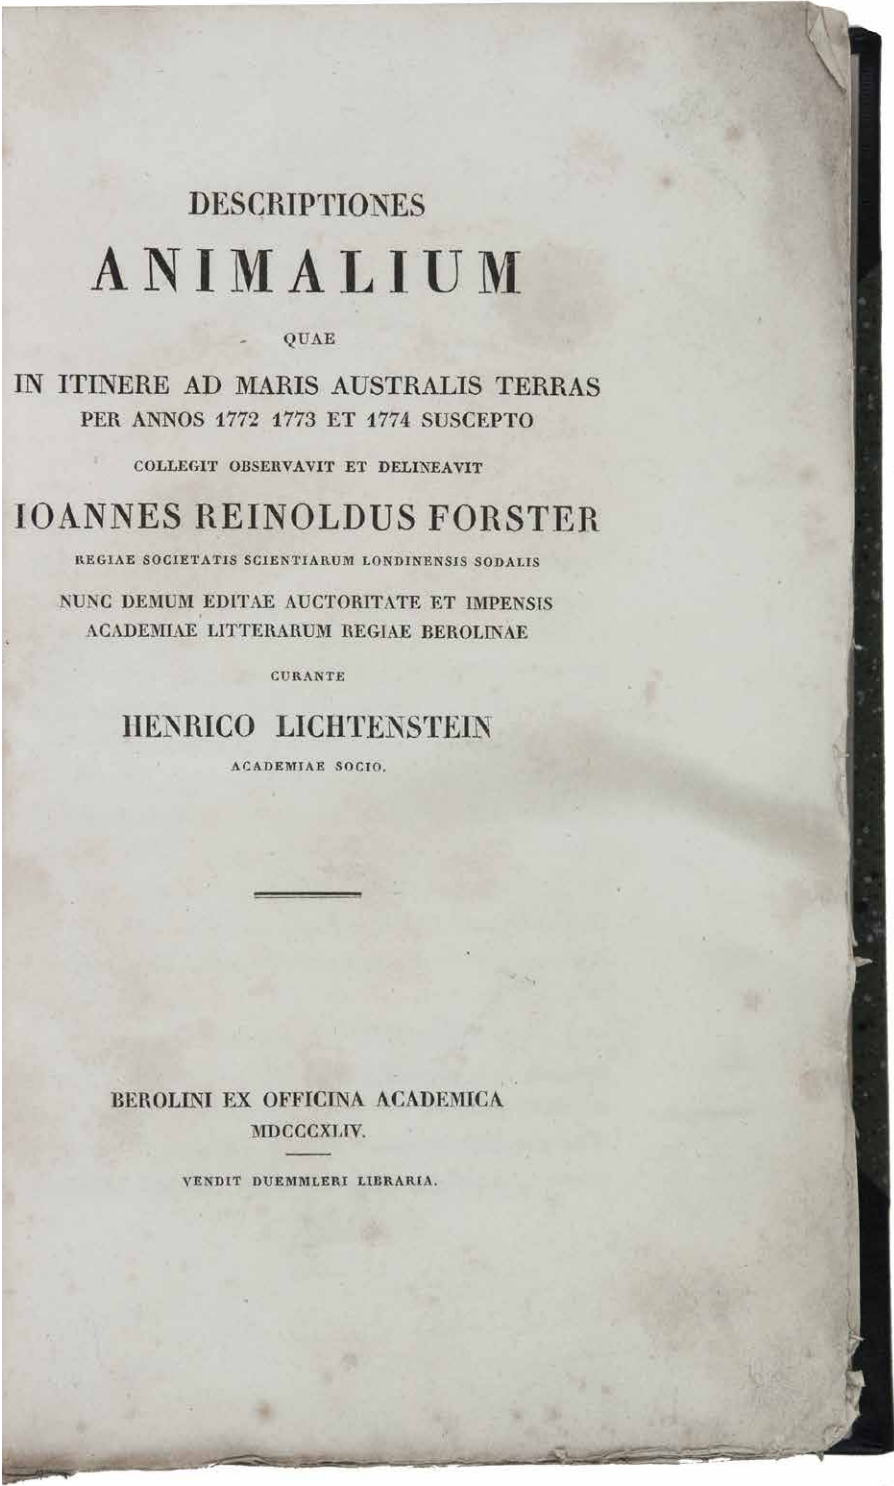 DESCRIPTIONES
ANIMALIUM
QUAE
IN ITINERE AD MARIS AUSTRALIS TERRAS
PER ANNOS 1772 1773 ET 1774 SUSCEPTO
COLLEGIT OBSERVAVIT ET DELINEAVIT
IOANNES REINOLDUS FORSTER
REGIAE SOCIETATIS SCIENTIARUM LONDINENSIS SODALIS
NUNC DEMUM EDITAE AUCTORITATE ET IMPENSIS
ACADEMIAE LITTERARUM REGIAE BEROLINAE
CURANTE
HENRICO LICHTENSTEIN
ACADEMIAE SOCIO.
BEROLINI EX OFFICINA ACADEMICA
MDCCCXLIV.
VENDIT DUEMMLERI LIBRARIA.